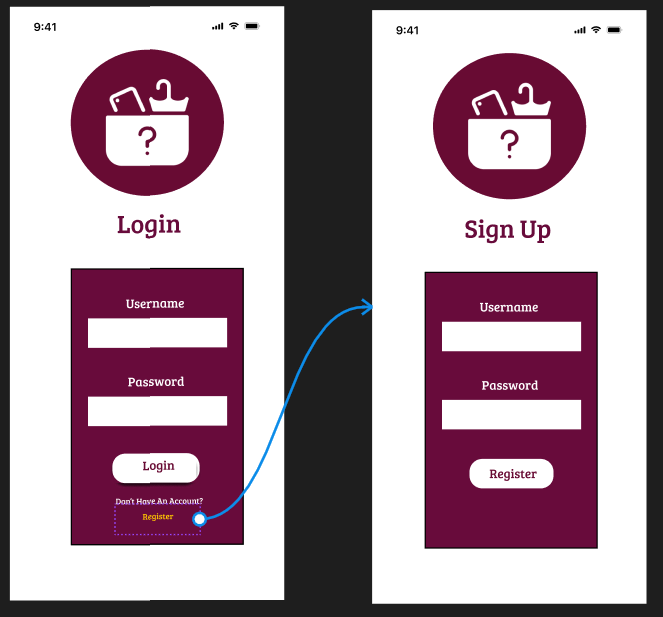 9:41
?
Login
Username
Password
Login
Don't Have An Account?
Register
9:41
?
Sign Up
Username
Password
Register